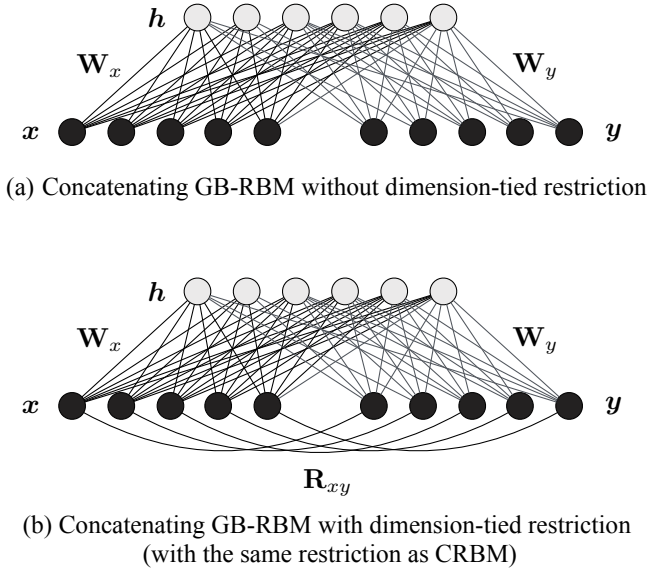 h
W_x W_y
x y
(a) Concatenating GB-RBM without dimension-tied restriction
h
W_x W_y
x y
R_xy
(b) Concatenating GB-RBM with dimension-tied restriction
(with the same restriction as CRBM)